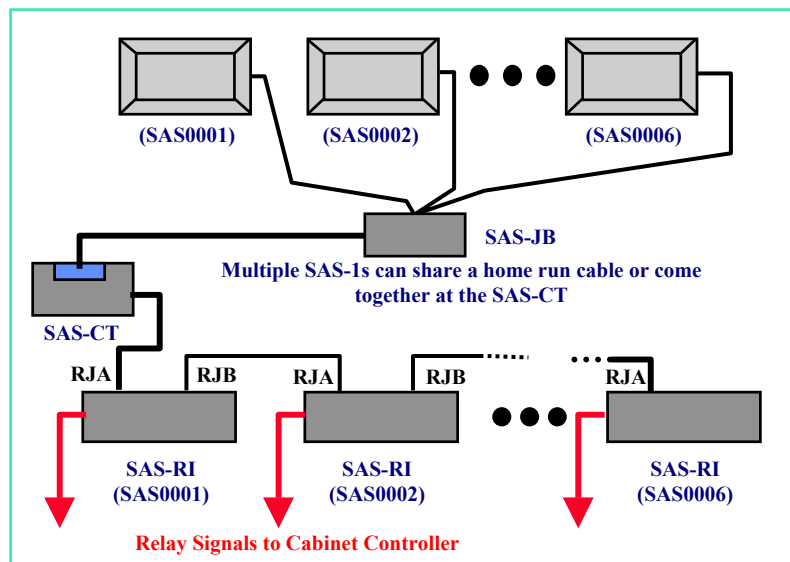 (SAS0001)
(SAS0002)
(SAS0006)
SAS-JB
Multiple SAS-1s can share a home run cable or come
together at the SAS-CT
SAS-CT
RJA
RJB
RJA
RJB
RJA
SAS-RI
(SAS0001)
SAS-RI
(SAS0002)
SAS-RI
(SAS0006)
Relay Signals to Cabinet Controller